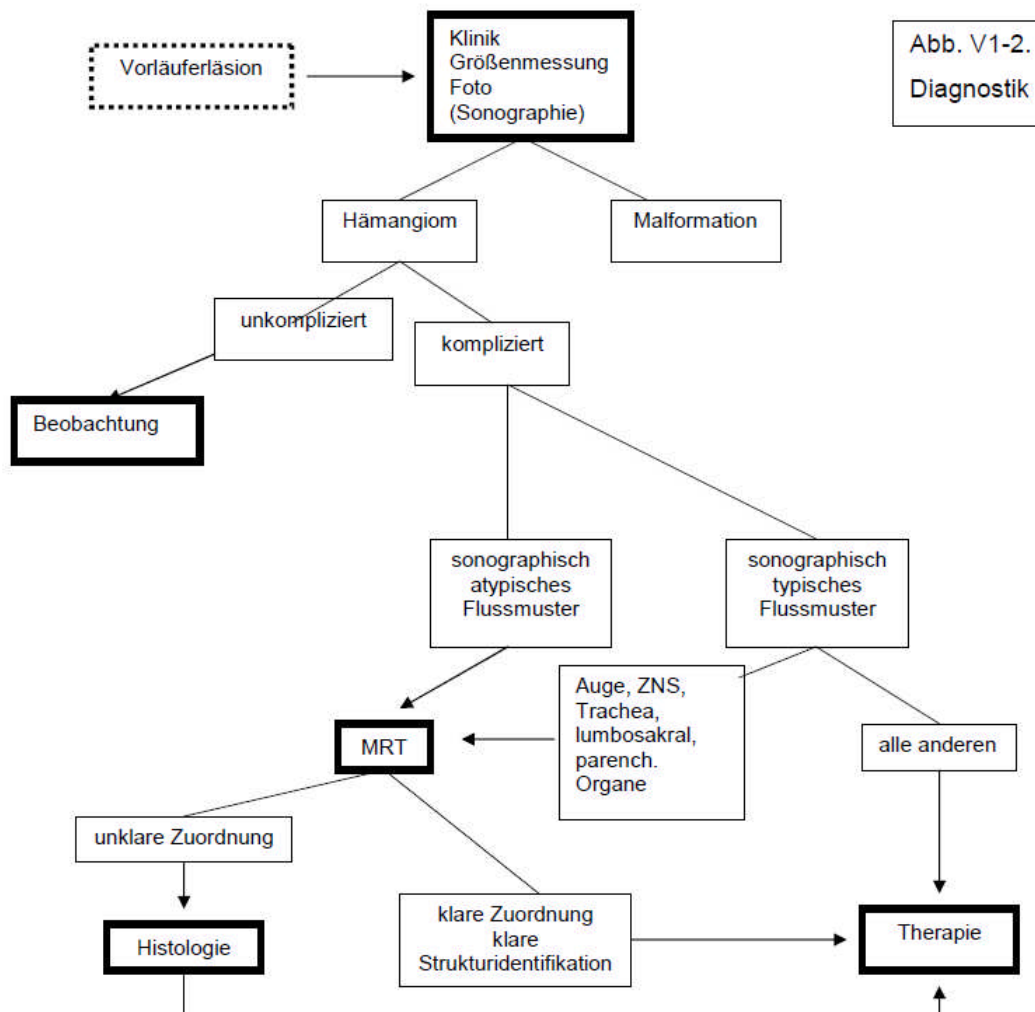 Vorläuferläsion
Klinik
Größenmessung
Foto
(Sonographie)
Abb. V1-2.
Diagnostik
Hämangiom
Malformation
unkompliziert
kompliziert
Beobachtung
sonographisch
atypisches
Flussmuster
sonographisch
typisches
Flussmuster
Auge, ZNS,
Trachea,
lumbosakral,
parench.
Organe
MRT
alle anderen
unklare Zuordnung
klare Zuordnung
klare
Strukturidentifikation
Histologie
Therapie